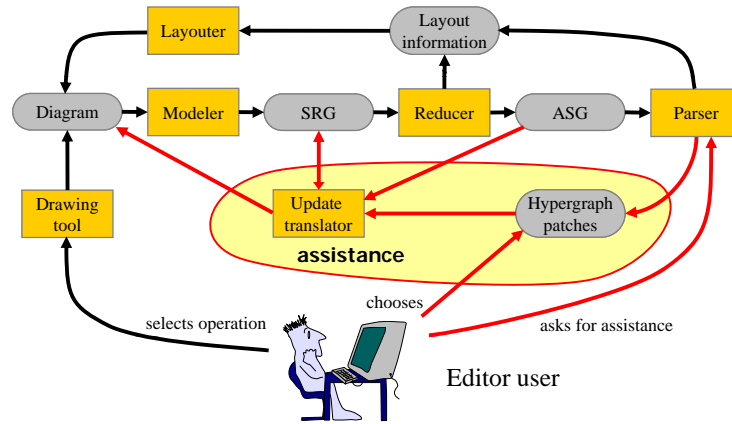 Layouter
Layout
information
Diagram
Modeler
SRG
Reducer
ASG
Parser
Drawing
tool
Update
translator
Hypergraph
patches
assistance
chooses
selects operation
asks for assistance
Editor user